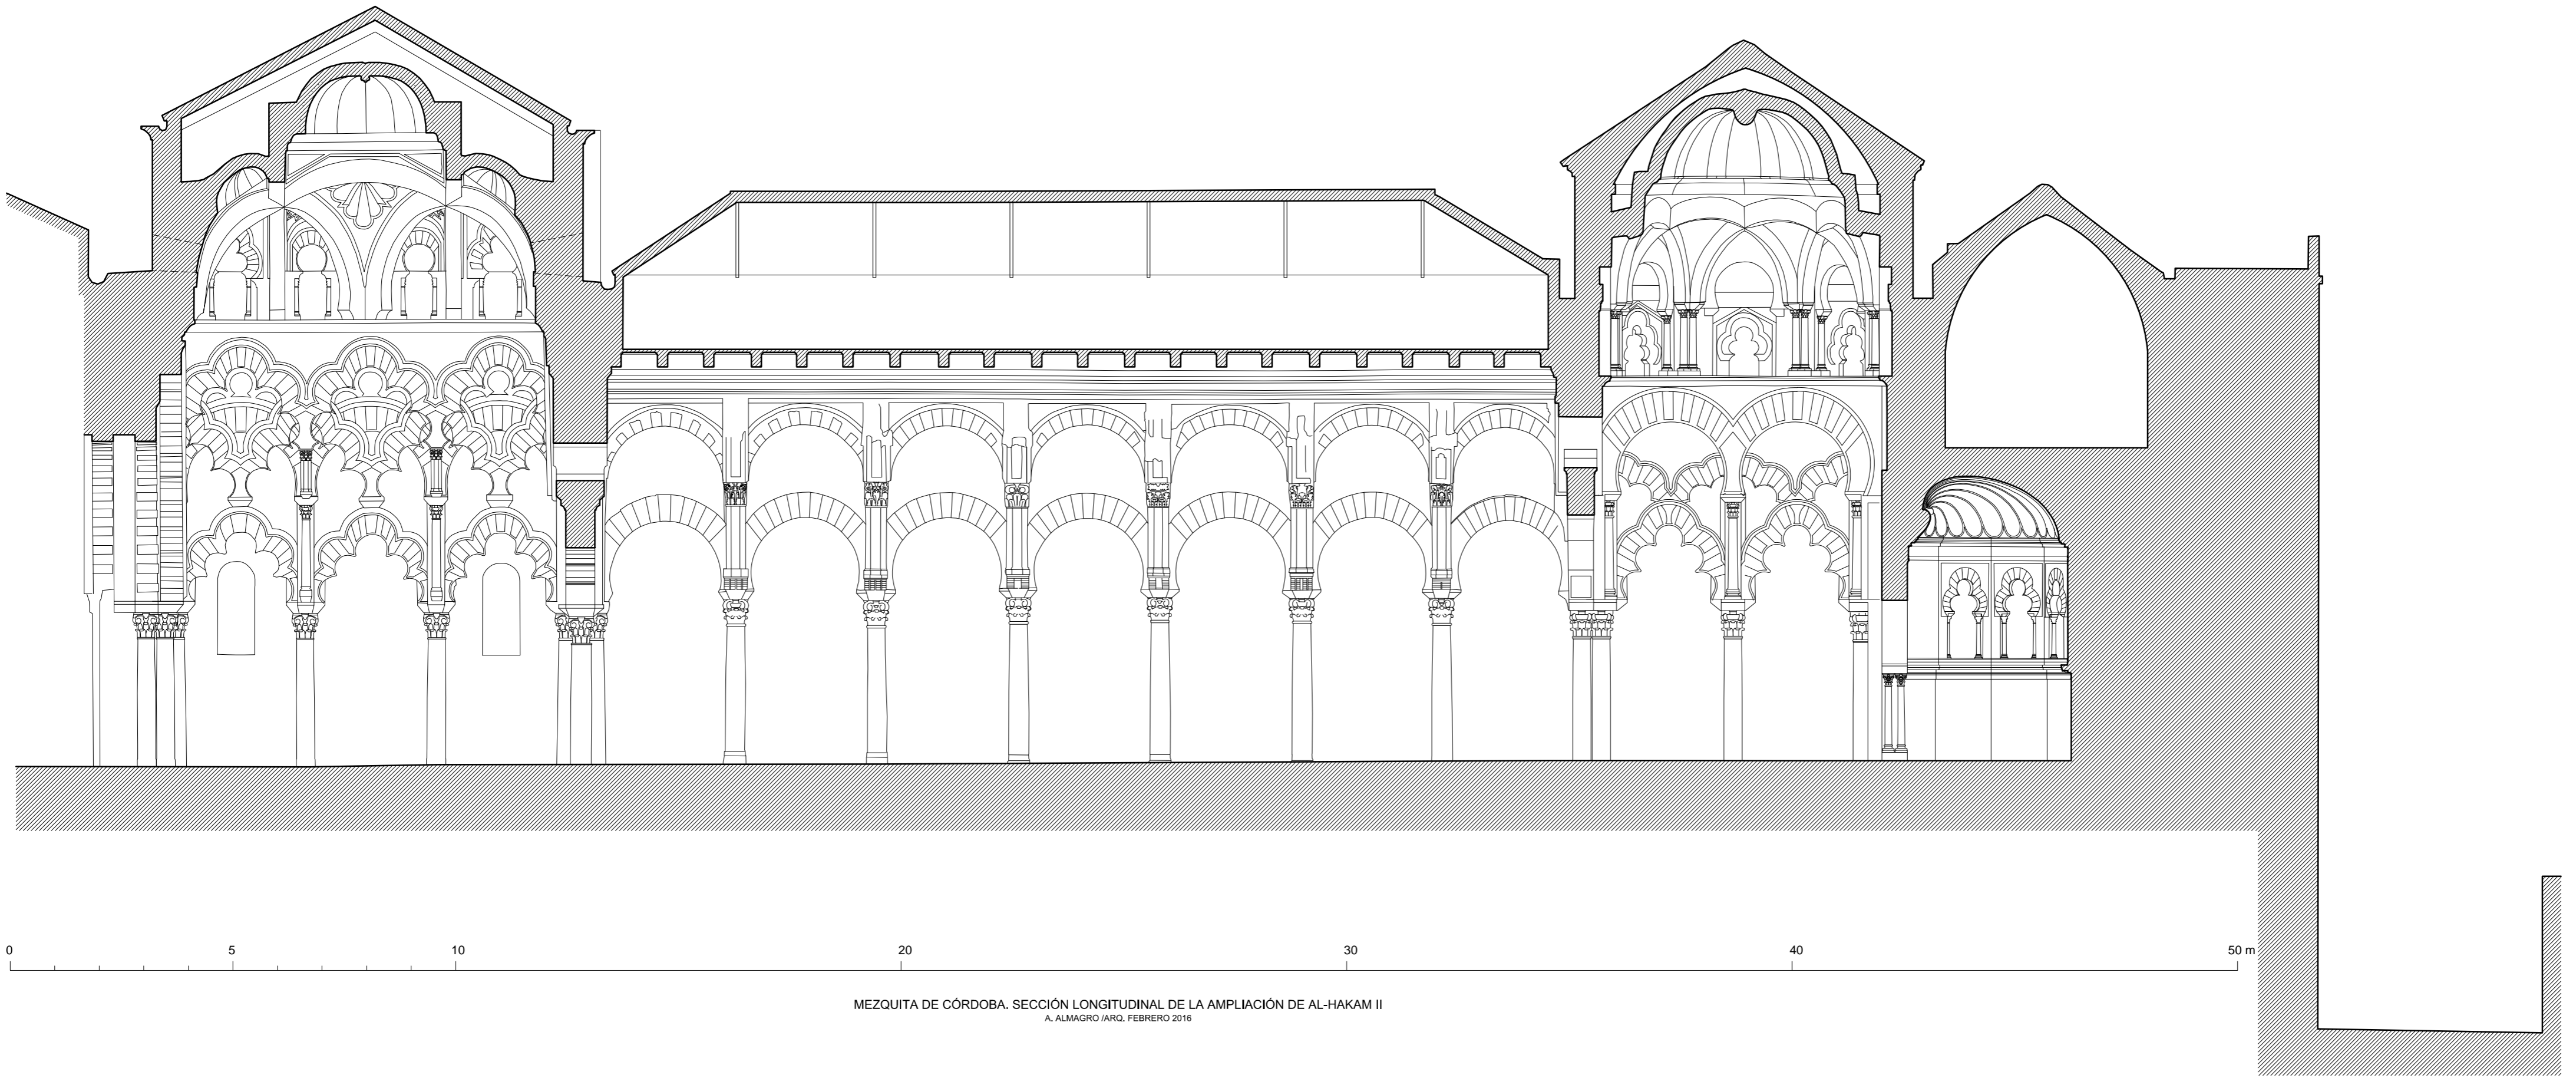 0 5 10 20 30 40 50 m
MEZQUITA DE CÓRDOBA. SECCIÓN LONGITUDINAL DE LA AMPLIACIÓN DE AL-HAKAM II
A. ALMAGRO /ARQ. FEBRERO 2016